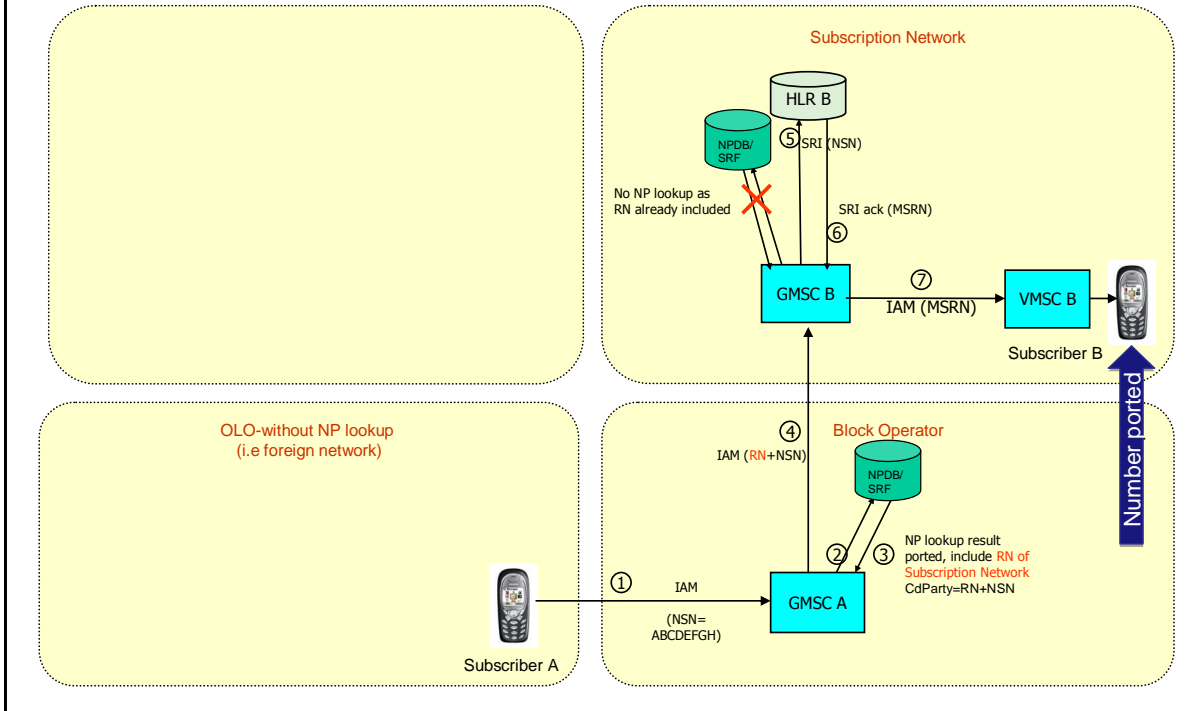 Subscription Network
HLR B
NPDB/
SRF
⑤
SRI (NSN)
No NP lookup as
RN already included
SRI ack (MSRN)
⑥
GMSC B
⑦
IAM (MSRN)
VMSC B
Subscriber B
Number ported
OLO-without NP lookup
(i.e foreign network)
④
IAM (RN+NSN)
Block Operator
NPDB/
SRF
②
③
NP lookup result
ported, include RN of
Subscription Network
CdParty=RN+NSN
①
IAM
(NSN=
ABCDEFGH)
GMSC A
Subscriber A